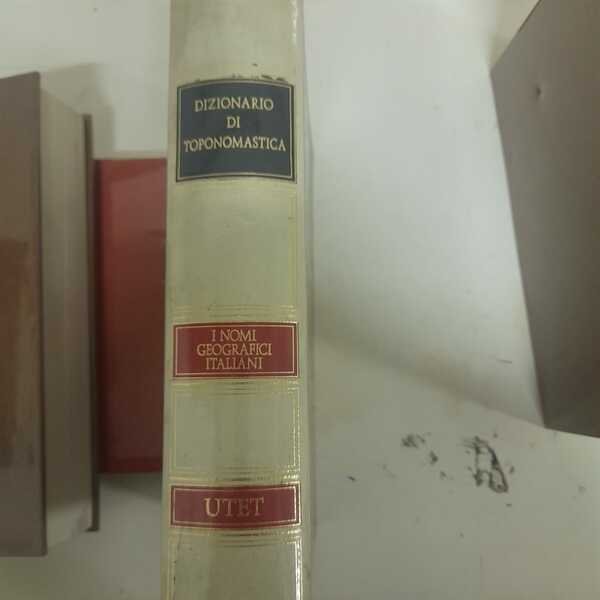 DIZIONARIO
DI
TOPONOMASTICA
I NOMI
GEOGRAFICI
ITALIANI
UTET